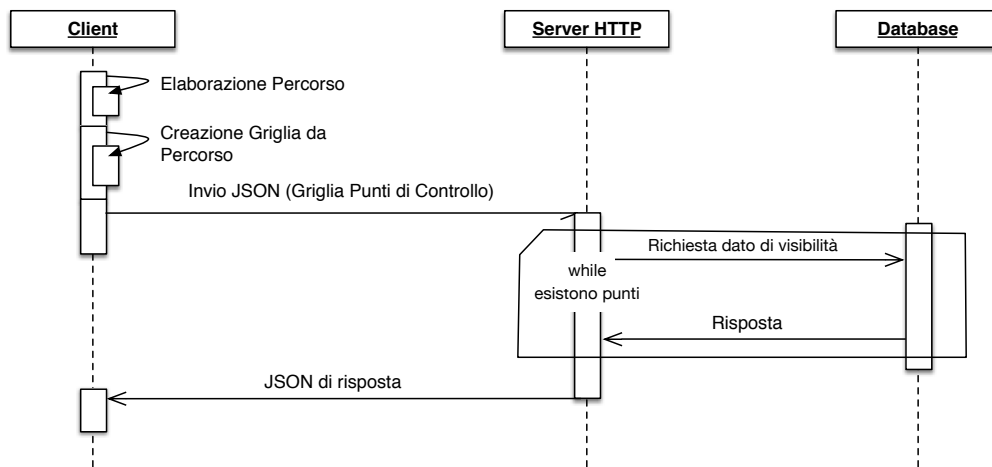 Client
Server HTTP
Database
Elaborazione Percorso
Creazione Griglia da
Percorso
Invio JSON (Griglia Punti di Controllo)
Richiesta dato di visibilità
while
esistono punti
Risposta
JSON di risposta